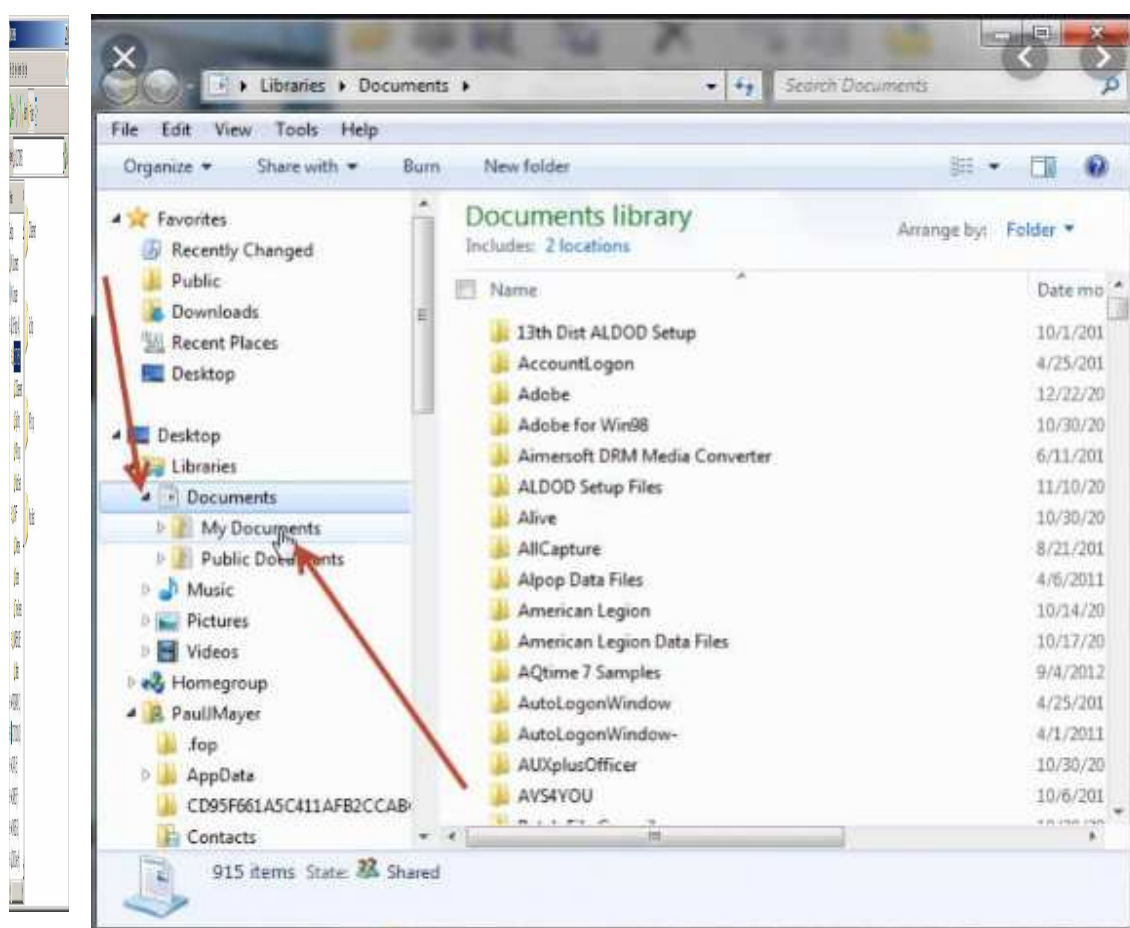 Libraries Documents
Search Documents
File Edit View Tools Help
Organize Share with Burn New folder
Favorites
Recently Changed
Public
Downloads
Recent Places
Desktop
Desktop
Libraries
Documents
My Documents
Public Documents
Music
Pictures
Videos
Homegroup
PaulJMayer
.fop
AppData
CD95F661A5C411AFB2CCAB
Contacts
Documents library
Includes: 2 locations
Arrange by: Folder
Name Date mo
13th Dist ALDOD Setup 10/1/201
AccountLogon 4/25/201
Adobe 12/22/20
Adobe for Win98 10/30/20
Aimersoft DRM Media Converter 6/11/201
ALDOD Setup Files 11/10/20
Alive 10/30/20
AllCapture 8/21/201
Alpop Data Files 4/6/2011
American Legion 10/14/20
American Legion Data Files 10/17/20
AQtime 7 Samples 9/4/2012
AutoLogonWindow 4/25/201
AutoLogonWindow- 4/1/2011
AUXplusOfficer 10/30/20
AVS4YOU 10/6/201
915 items State: Shared